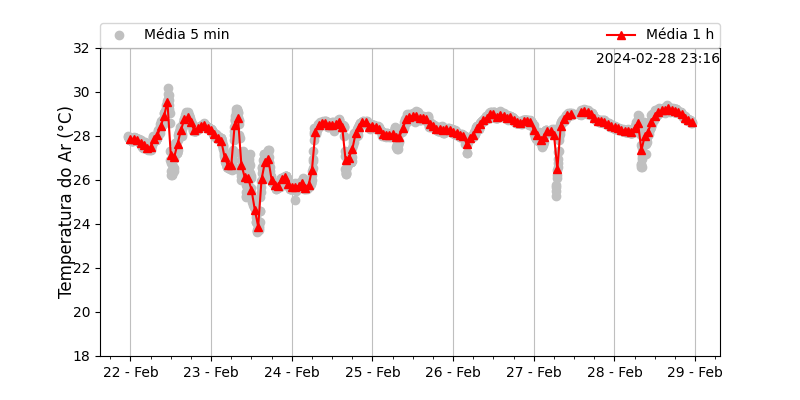 Média 5 min
Média 1 h
2024-02-28 23:16
Temperatura do Ar (°C)
32
30
28
26
24
22
20
18
22 - Feb
23 - Feb
24 - Feb
25 - Feb
26 - Feb
27 - Feb
28 - Feb
29 - Feb